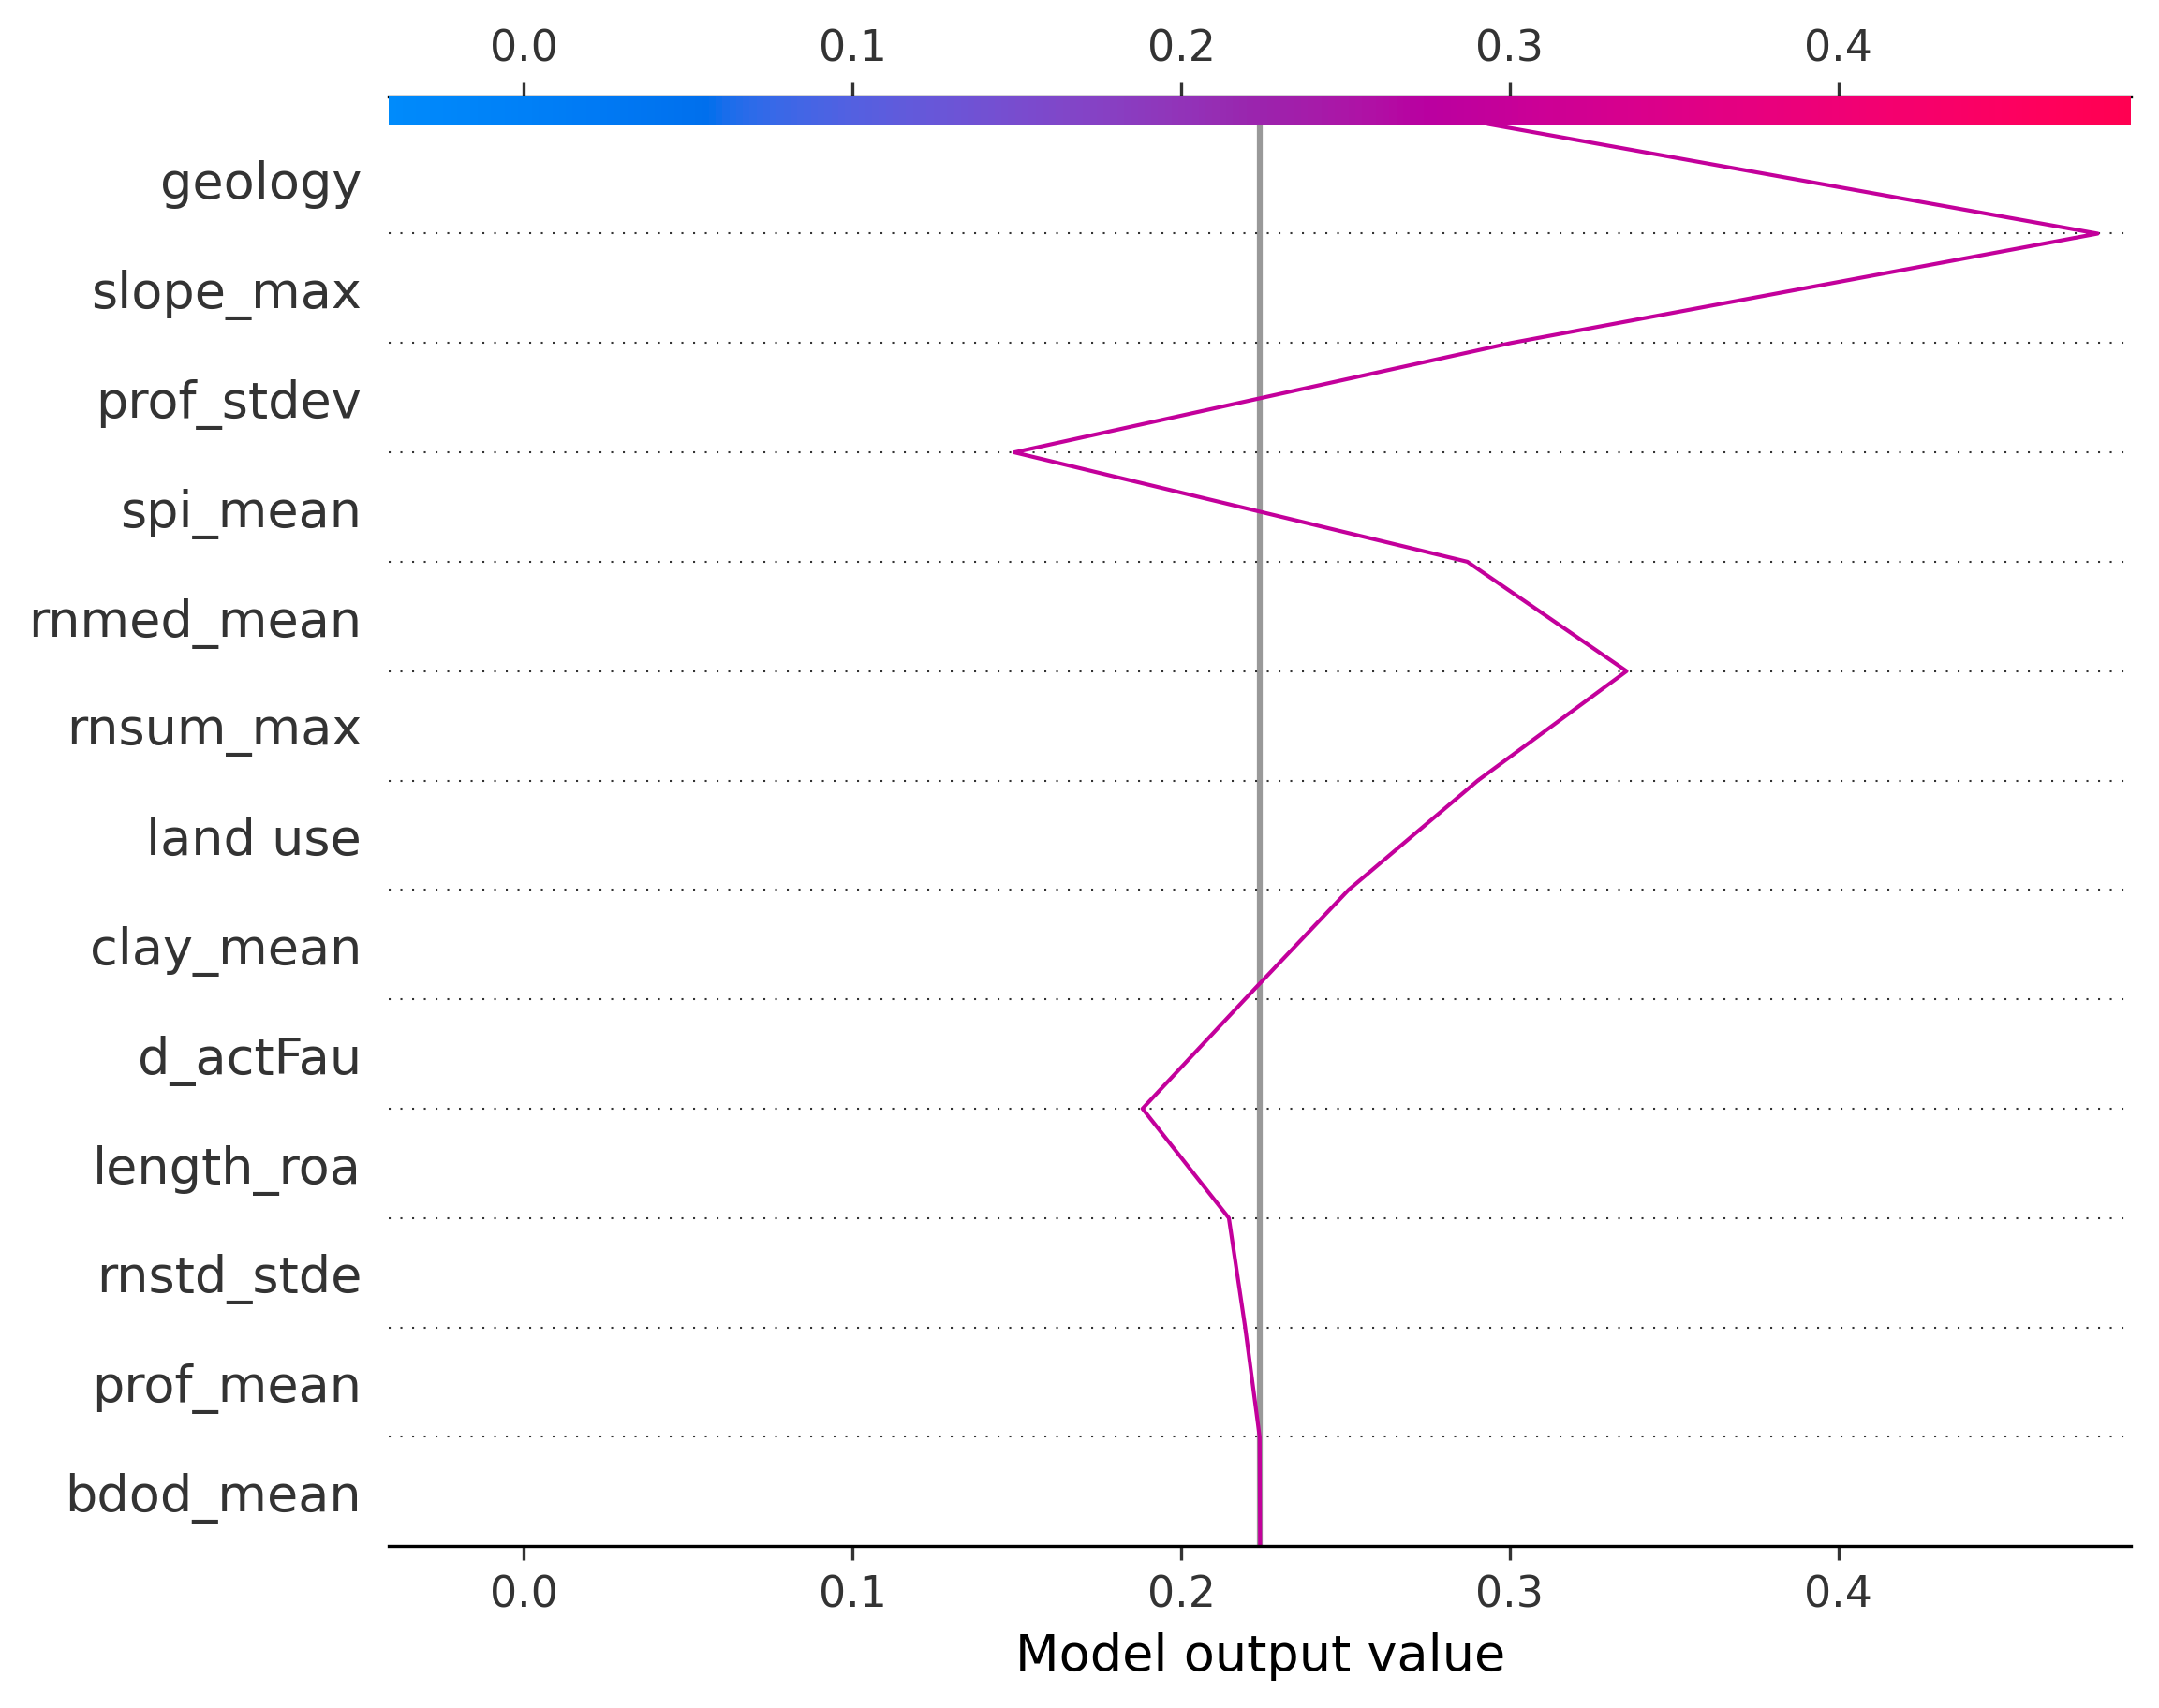 0.0 0.1 0.2 0.3 0.4
geology
slope_max
prof_stdev
spi_mean
rnmed_mean
rnsum_max
land use
clay_mean
d_actFau
length_roa
rnstd_stde
prof_mean
bdod_mean
0.0 0.1 0.2 0.3 0.4
Model output value